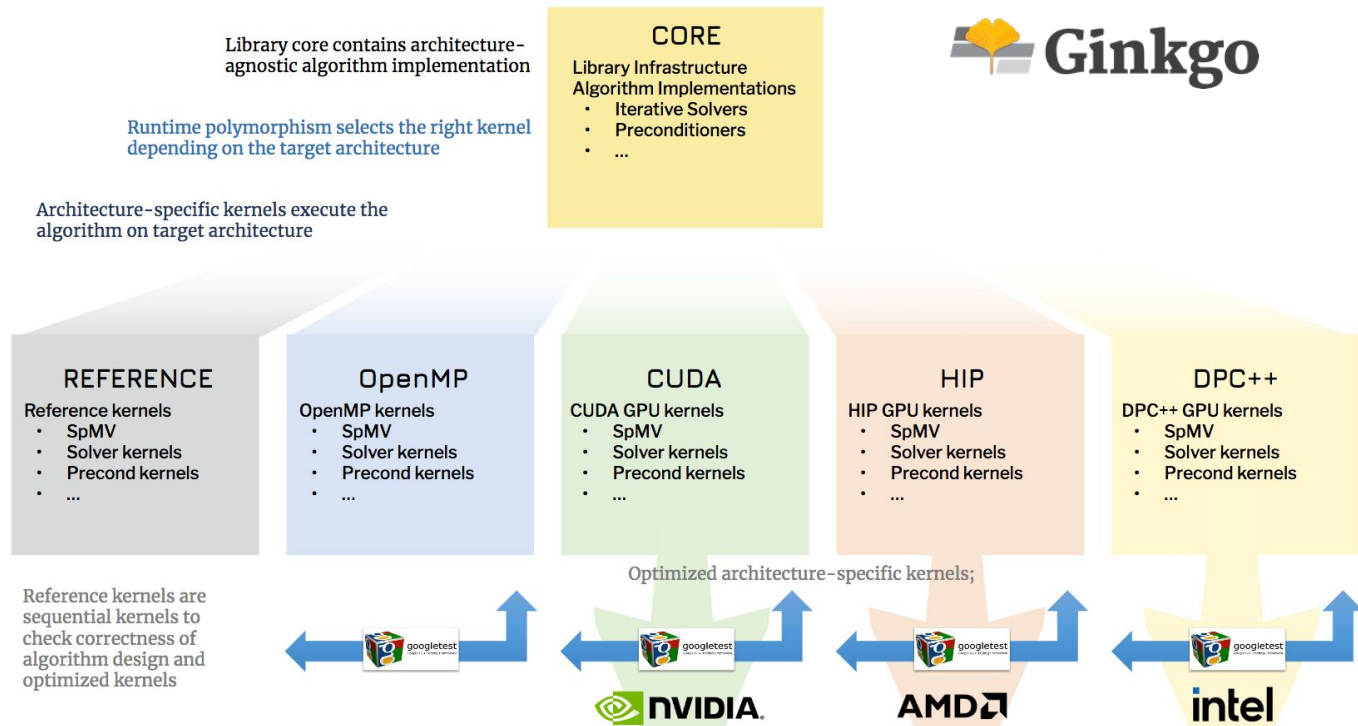 Library core contains architecture-
agnostic algorithm implementation
Runtime polymorphism selects the right kernel
depending on the target architecture
Architecture-specific kernels execute the
algorithm on target architecture
CORE
Library Infrastructure
Algorithm Implementations
• Iterative Solvers
• Preconditioners
• ...
Ginkgo
REFERENCE
Reference kernels
• SpMV
• Solver kernels
• Precond kernels
• ...
OpenMP
OpenMP kernels
• SpMV
• Solver kernels
• Precond kernels
• ...
CUDA
CUDA GPU kernels
• SpMV
• Solver kernels
• Precond kernels
• ...
HIP
HIP GPU kernels
• SpMV
• Solver kernels
• Precond kernels
• ...
DPC++
DPC++ GPU kernels
• SpMV
• Solver kernels
• Precond kernels
• ...
Reference kernels are
sequential kernels to
check correctness of
algorithm design and
optimized kernels
Optimized architecture-specific kernels;
googletest
googletest
googletest
googletest
NVIDIA.
AMD
intel